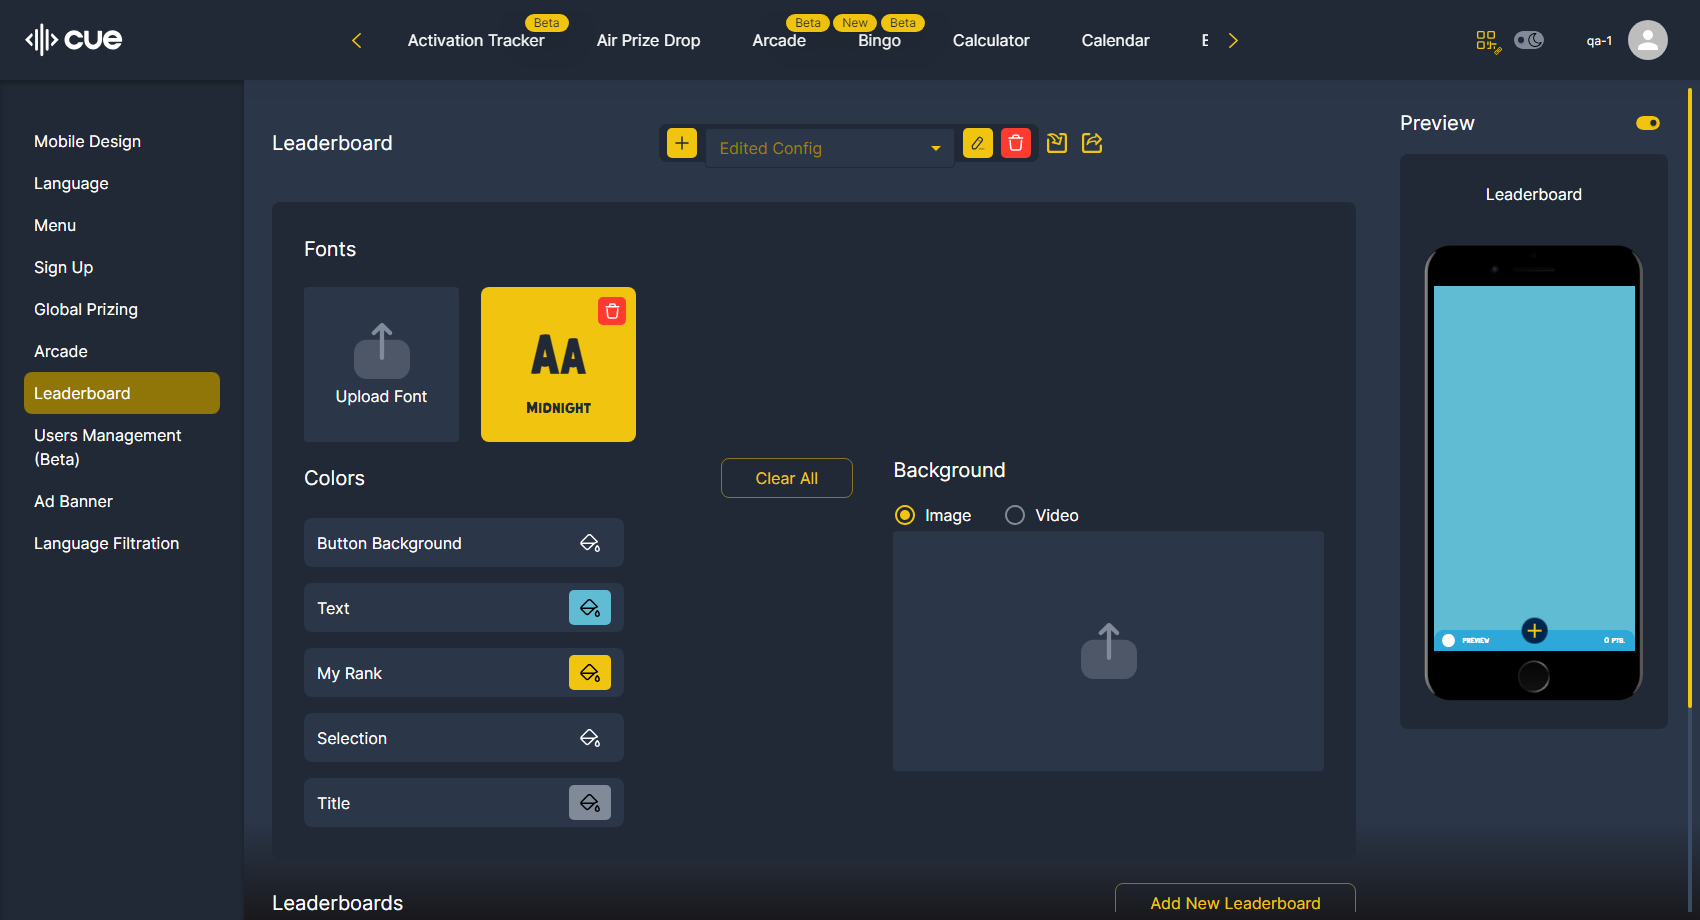 cue
Beta
Beta
New
Beta
Activation Tracker
Air Prize Drop
Arcade
Bingo
Calculator
Calendar
qa-1
Mobile Design
Language
Menu
Sign Up
Global Prizing
Arcade
Leaderboard
Users Management
(Beta)
Ad Banner
Language Filtration
Leaderboard
Edited Config
Fonts
Upload Font
AA
MIDNIGHT
Colors
Clear All
Button Background
Text
My Rank
Selection
Title
Background
Image
Video
Leaderboards
Add New Leaderboard
Preview
Leaderboard
PREVIEW
0 PTS.